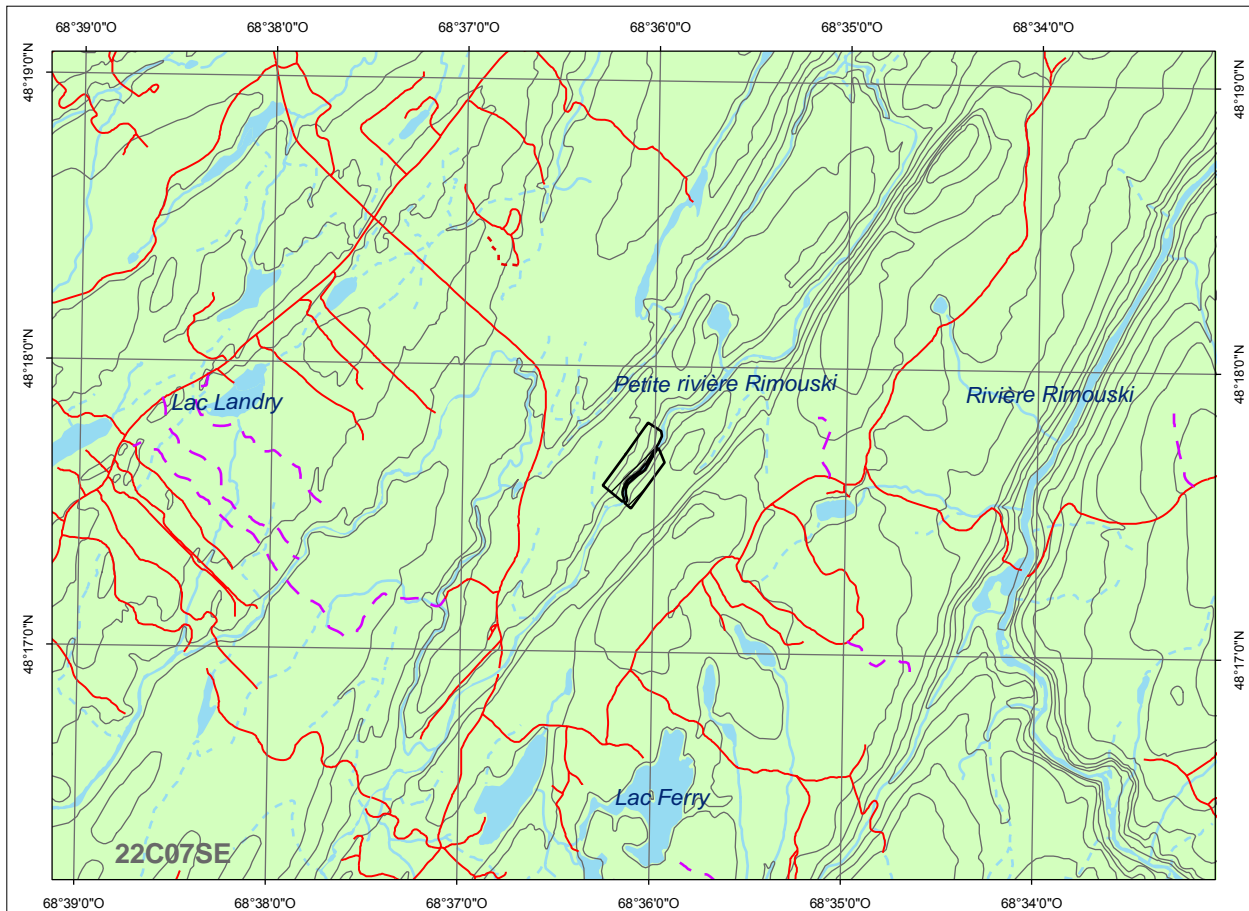 68°39'0"O 68°38'0"O 68°37'0"O 68°36'0"O 68°35'0"O 68°34'0"O
48°19'0"N
48°19'0"N
48°18'0"N
48°18'0"N
Petite rivière Rimouski
Rivière Rimouski
Lac Landry
48°17'0"N
48°17'0"N
Lac Ferry
22C07SE
68°39'0"O 68°38'0"O 68°37'0"O 68°36'0"O 68°35'0"O 68°34'0"O